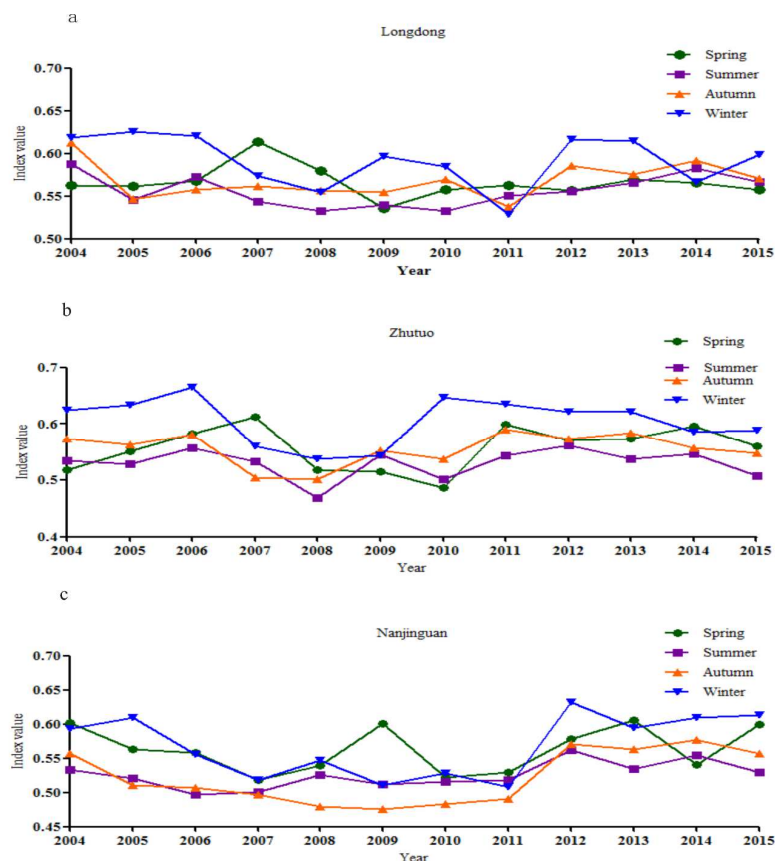 a
Longdong
Spring
Summer
Autumn
Winter
0.70
0.65
0.60
0.55
0.50
Index value
2004 2005 2006 2007 2008 2009 2010 2011 2012 2013 2014 2015
Year
b
Zhutuo
Spring
Summer
Autumn
Winter
0.7
0.6
0.5
0.4
Index value
2004 2005 2006 2007 2008 2009 2010 2011 2012 2013 2014 2015
Year
c
Nanjinguan
Spring
Summer
Autumn
Winter
0.70
0.65
0.60
0.55
0.50
0.45
Index value
2004 2005 2006 2007 2008 2009 2010 2011 2012 2013 2014 2015
Year